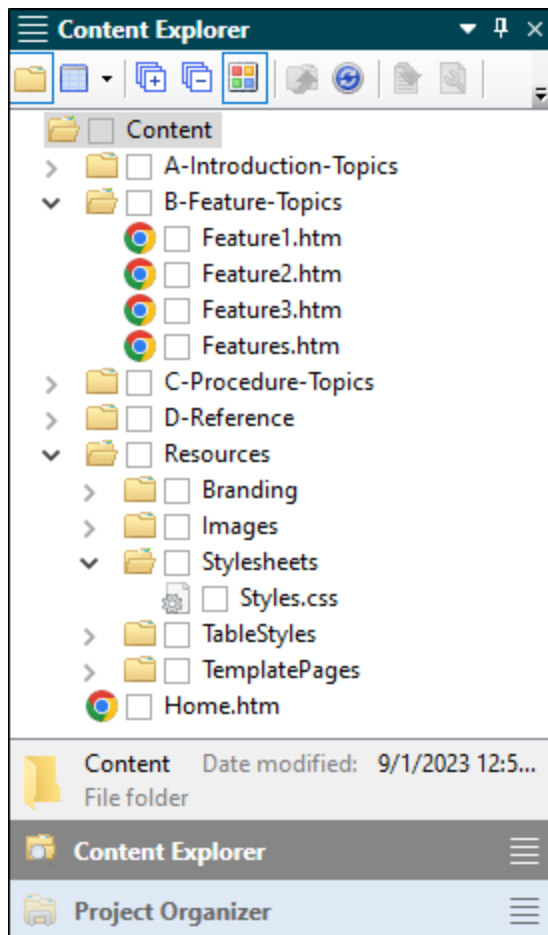 Content Explorer
Content
A-Introduction-Topics
B-Feature-Topics
Feature1.htm
Feature2.htm
Feature3.htm
Features.htm
C-Procedure-Topics
D-Reference
Resources
Branding
Images
Stylesheets
Styles.css
TableStyles
TemplatePages
Home.htm
Content Date modified: 9/1/2023 12:5...
File folder
Content Explorer
Project Organizer